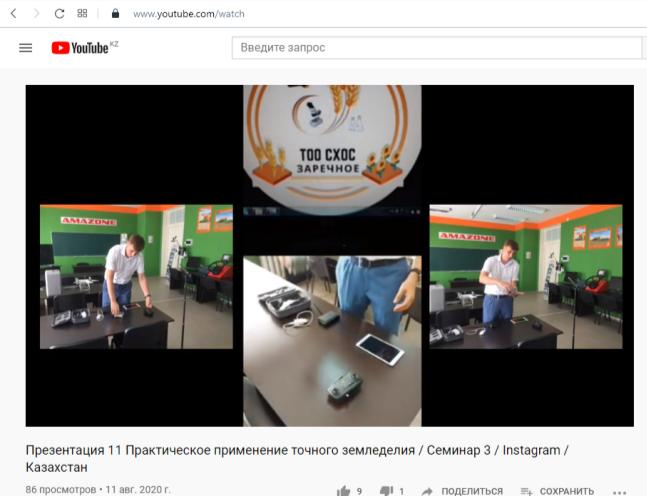 www.youtube.com/watch
YouTube KZ
Введите запрос
ТОО СХОС
ЗАРЕЧНОЕ
AMAZONE
AMAZONE
Презентация 11 Практическое применение точного земледелия / Семинар 3 / Instagram /
Казахстан
86 просмотров • 11 авг. 2020 г.
9
1
ПОДЕЛИТЬСЯ
СОХРАНИТЬ